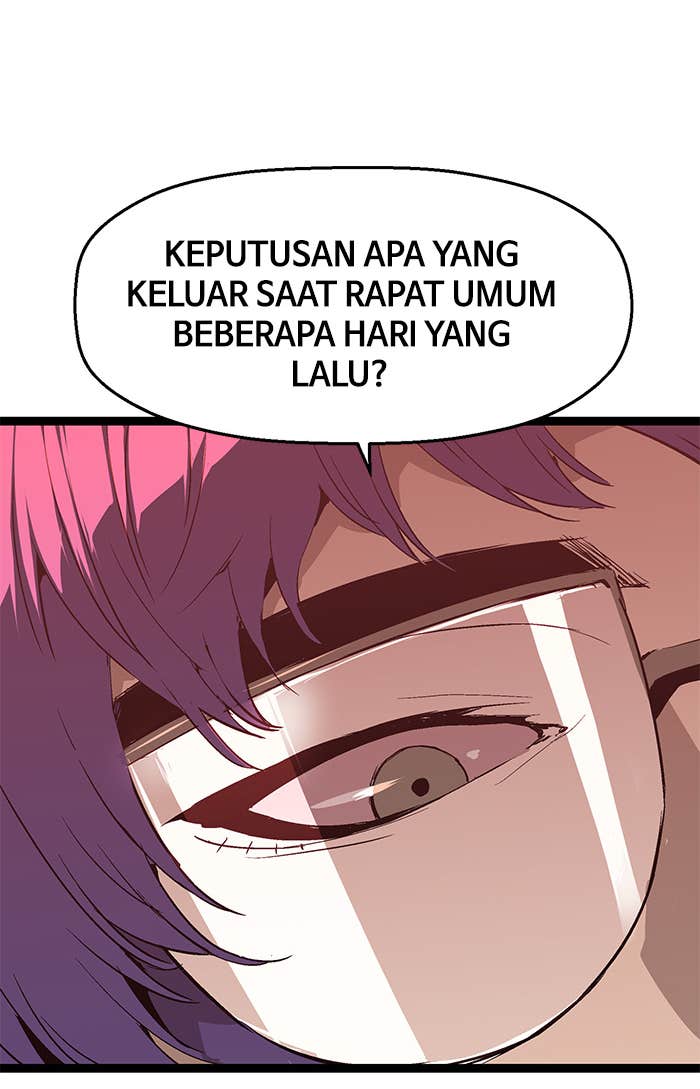 KEPUTUSAN APA YANG
KELUAR SAAT RAPAT UMUM
BEBERAPA HARI YANG
LALU?